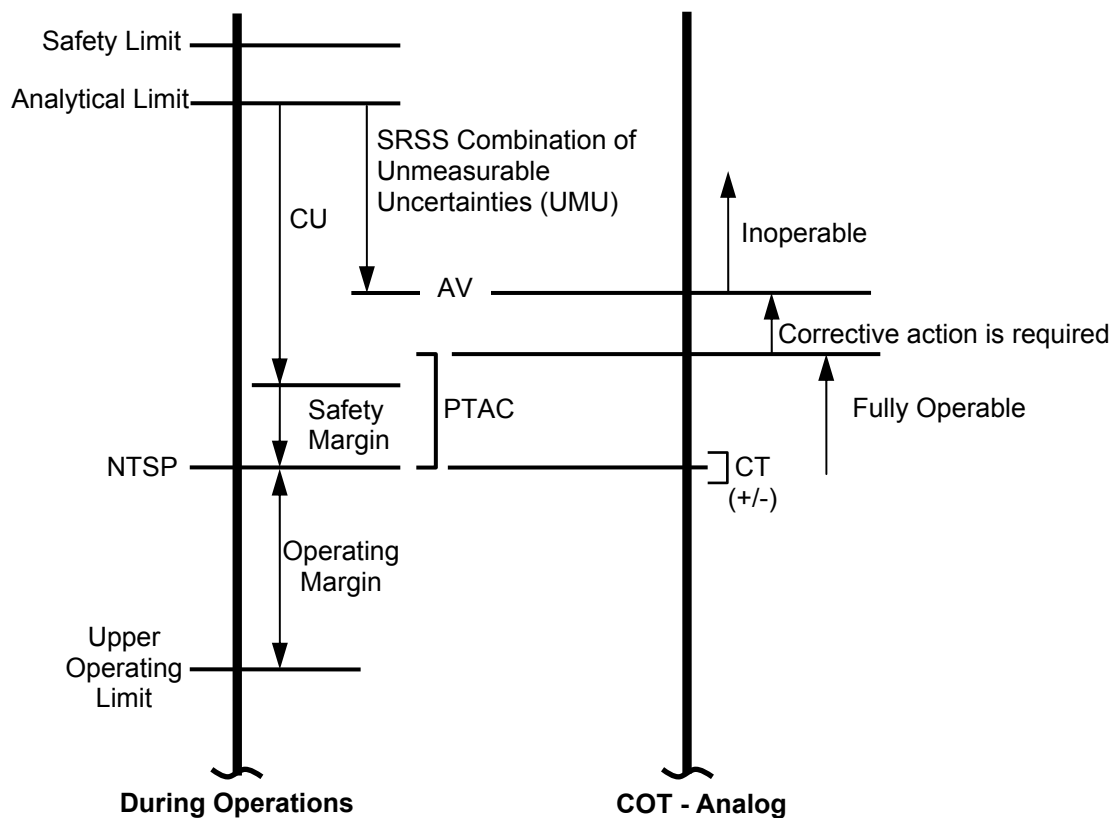 Safety Limit
Analytical Limit
SRSS Combination of
Unmeasurable
Uncertainties (UMU)
CU
Inoperable
AV
Corrective action is required
PTAC
Safety
Margin
Fully Operable
NTSP
CT
(+/-)
Operating
Margin
Upper
Operating
Limit
During Operations
COT - Analog